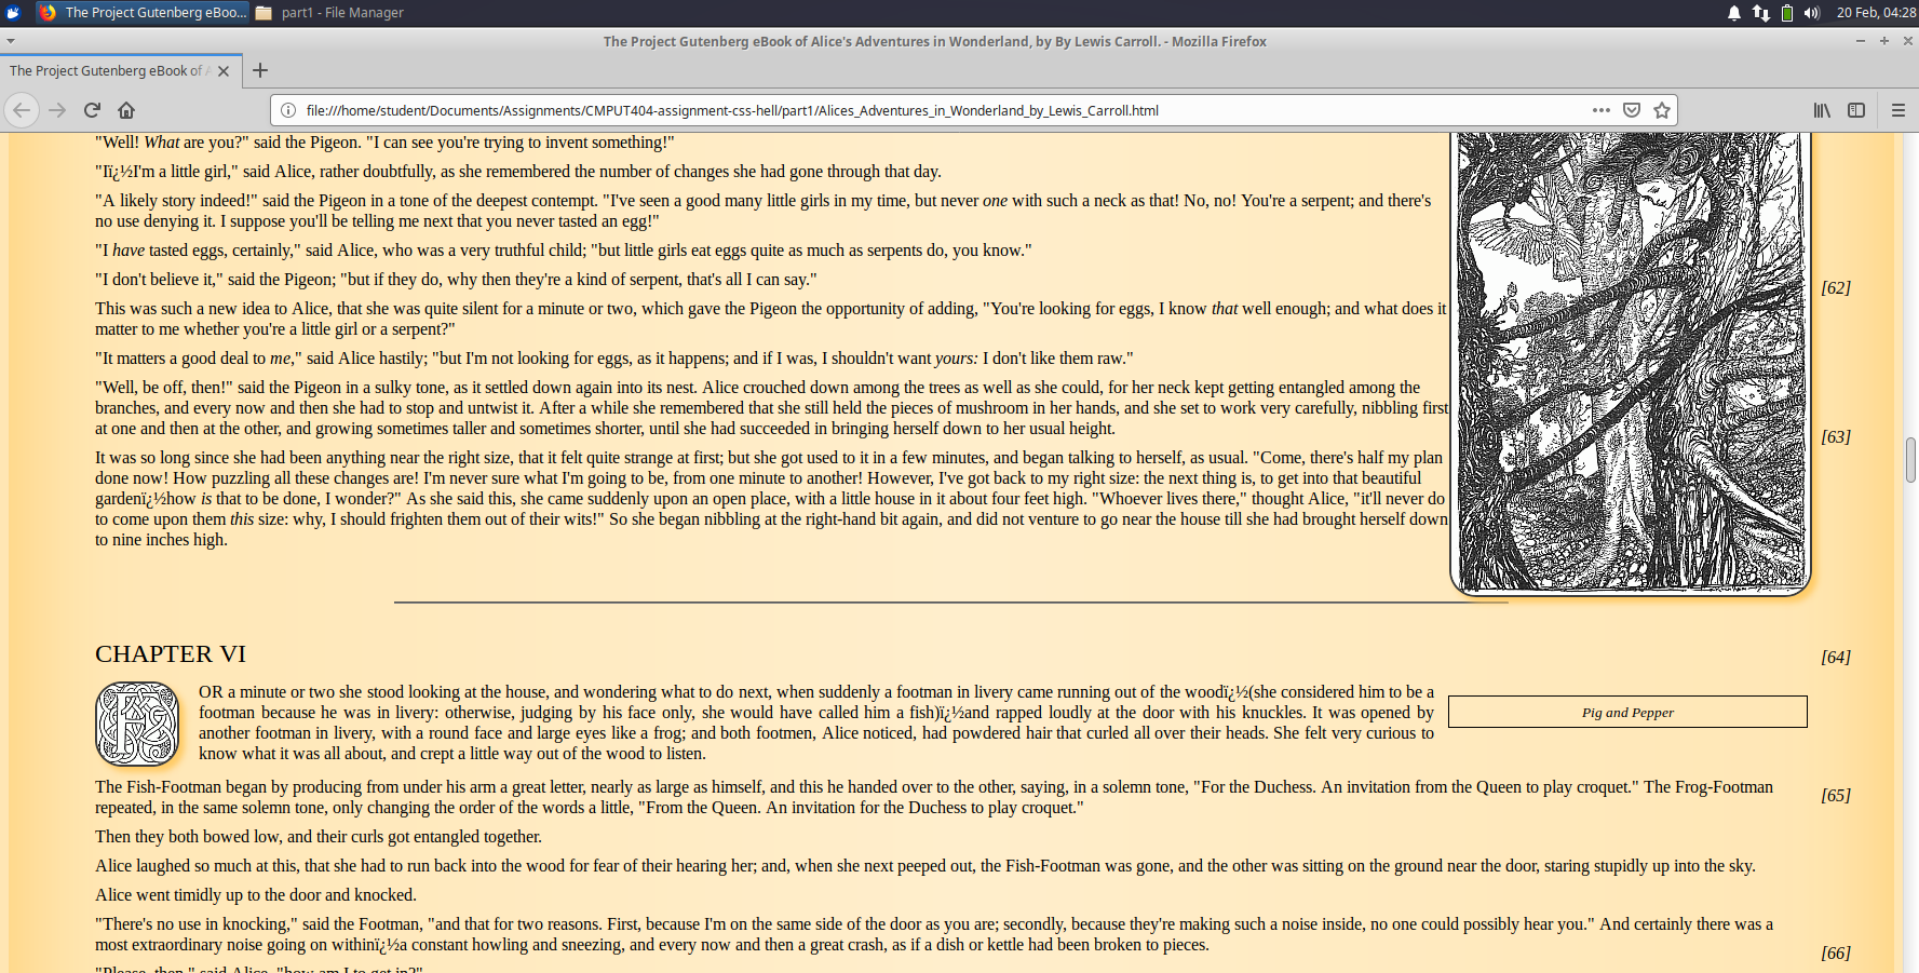 The Project Gutenberg eBoo...
part1 - File Manager
20 Feb, 04:28
The Project Gutenberg eBook of Alice's Adventures in Wonderland, by By Lewis Carroll. - Mozilla Firefox
The Project Gutenberg eBook of A
file:///home/student/Documents/Assignments/CMPUT404-assignment-css-hell/part1/Alices_Adventures_in_Wonderland_by_Lewis_Carroll.html
"Well! What are you?" said the Pigeon. "I can see you're trying to invent something!"
"Iï¿½I'm a little girl," said Alice, rather doubtfully, as she remembered the number of changes she had gone through that day.
"A likely story indeed!" said the Pigeon in a tone of the deepest contempt. "I've seen a good many little girls in my time, but never one with such a neck as that! No, no! You're a serpent; and there's
no use denying it. I suppose you'll be telling me next that you never tasted an egg!"
"I have tasted eggs, certainly," said Alice, who was a very truthful child; "but little girls eat eggs quite as much as serpents do, you know."
"I don't believe it," said the Pigeon; "but if they do, why then they're a kind of serpent, that's all I can say."
[62]
This was such a new idea to Alice, that she was quite silent for a minute or two, which gave the Pigeon the opportunity of adding, "You're looking for eggs, I know that well enough; and what does it
matter to me whether you're a little girl or a serpent?"
"It matters a good deal to me," said Alice hastily; "but I'm not looking for eggs, as it happens; and if I was, I shouldn't want yours: I don't like them raw."
"Well, be off, then!" said the Pigeon in a sulky tone, as it settled down again into its nest. Alice crouched down among the trees as well as she could, for her neck kept getting entangled among the
branches, and every now and then she had to stop and untwist it. After a while she remembered that she still held the pieces of mushroom in her hands, and she set to work very carefully, nibbling first
at one and then at the other, and growing sometimes taller and sometimes shorter, until she had succeeded in bringing herself down to her usual height.
[63]
It was so long since she had been anything near the right size, that it felt quite strange at first; but she got used to it in a few minutes, and began talking to herself, as usual. "Come, there's half my plan
done now! How puzzling all these changes are! I'm never sure what I'm going to be, from one minute to another! However, I've got back to my right size: the next thing is, to get into that beautiful
gardenï¿½how is that to be done, I wonder?" As she said this, she came suddenly upon an open place, with a little house in it about four feet high. "Whoever lives there," thought Alice, "it'll never do
to come upon them this size: why, I should frighten them out of their wits!" So she began nibbling at the right-hand bit again, and did not venture to go near the house till she had brought herself down
to nine inches high.
CHAPTER VI
[64]
F
OR a minute or two she stood looking at the house, and wondering what to do next, when suddenly a footman in livery came running out of the woodï¿½(she considered him to be a
footman because he was in livery: otherwise, judging by his face only, she would have called him a fish)ï¿½and rapped loudly at the door with his knuckles. It was opened by
another footman in livery, with a round face and large eyes like a frog; and both footmen, Alice noticed, had powdered hair that curled all over their heads. She felt very curious to
know what it was all about, and crept a little way out of the wood to listen.
Pig and Pepper
The Fish-Footman began by producing from under his arm a great letter, nearly as large as himself, and this he handed over to the other, saying, in a solemn tone, "For the Duchess. An invitation from the Queen to play croquet." The Frog-Footman
repeated, in the same solemn tone, only changing the order of the words a little, "From the Queen. An invitation for the Duchess to play croquet."
[65]
Then they both bowed low, and their curls got entangled together.
Alice laughed so much at this, that she had to run back into the wood for fear of their hearing her; and, when she next peeped out, the Fish-Footman was gone, and the other was sitting on the ground near the door, staring stupidly up into the sky.
Alice went timidly up to the door and knocked.
"There's no use in knocking," said the Footman, "and that for two reasons. First, because I'm on the same side of the door as you are; secondly, because they're making such a noise inside, no one could possibly hear you." And certainly there was a
most extraordinary noise going on withinï¿½a constant howling and sneezing, and every now and then a great crash, as if a dish or kettle had been broken to pieces.
[66]
"Please, then," said Alice, "how am I to get in?"